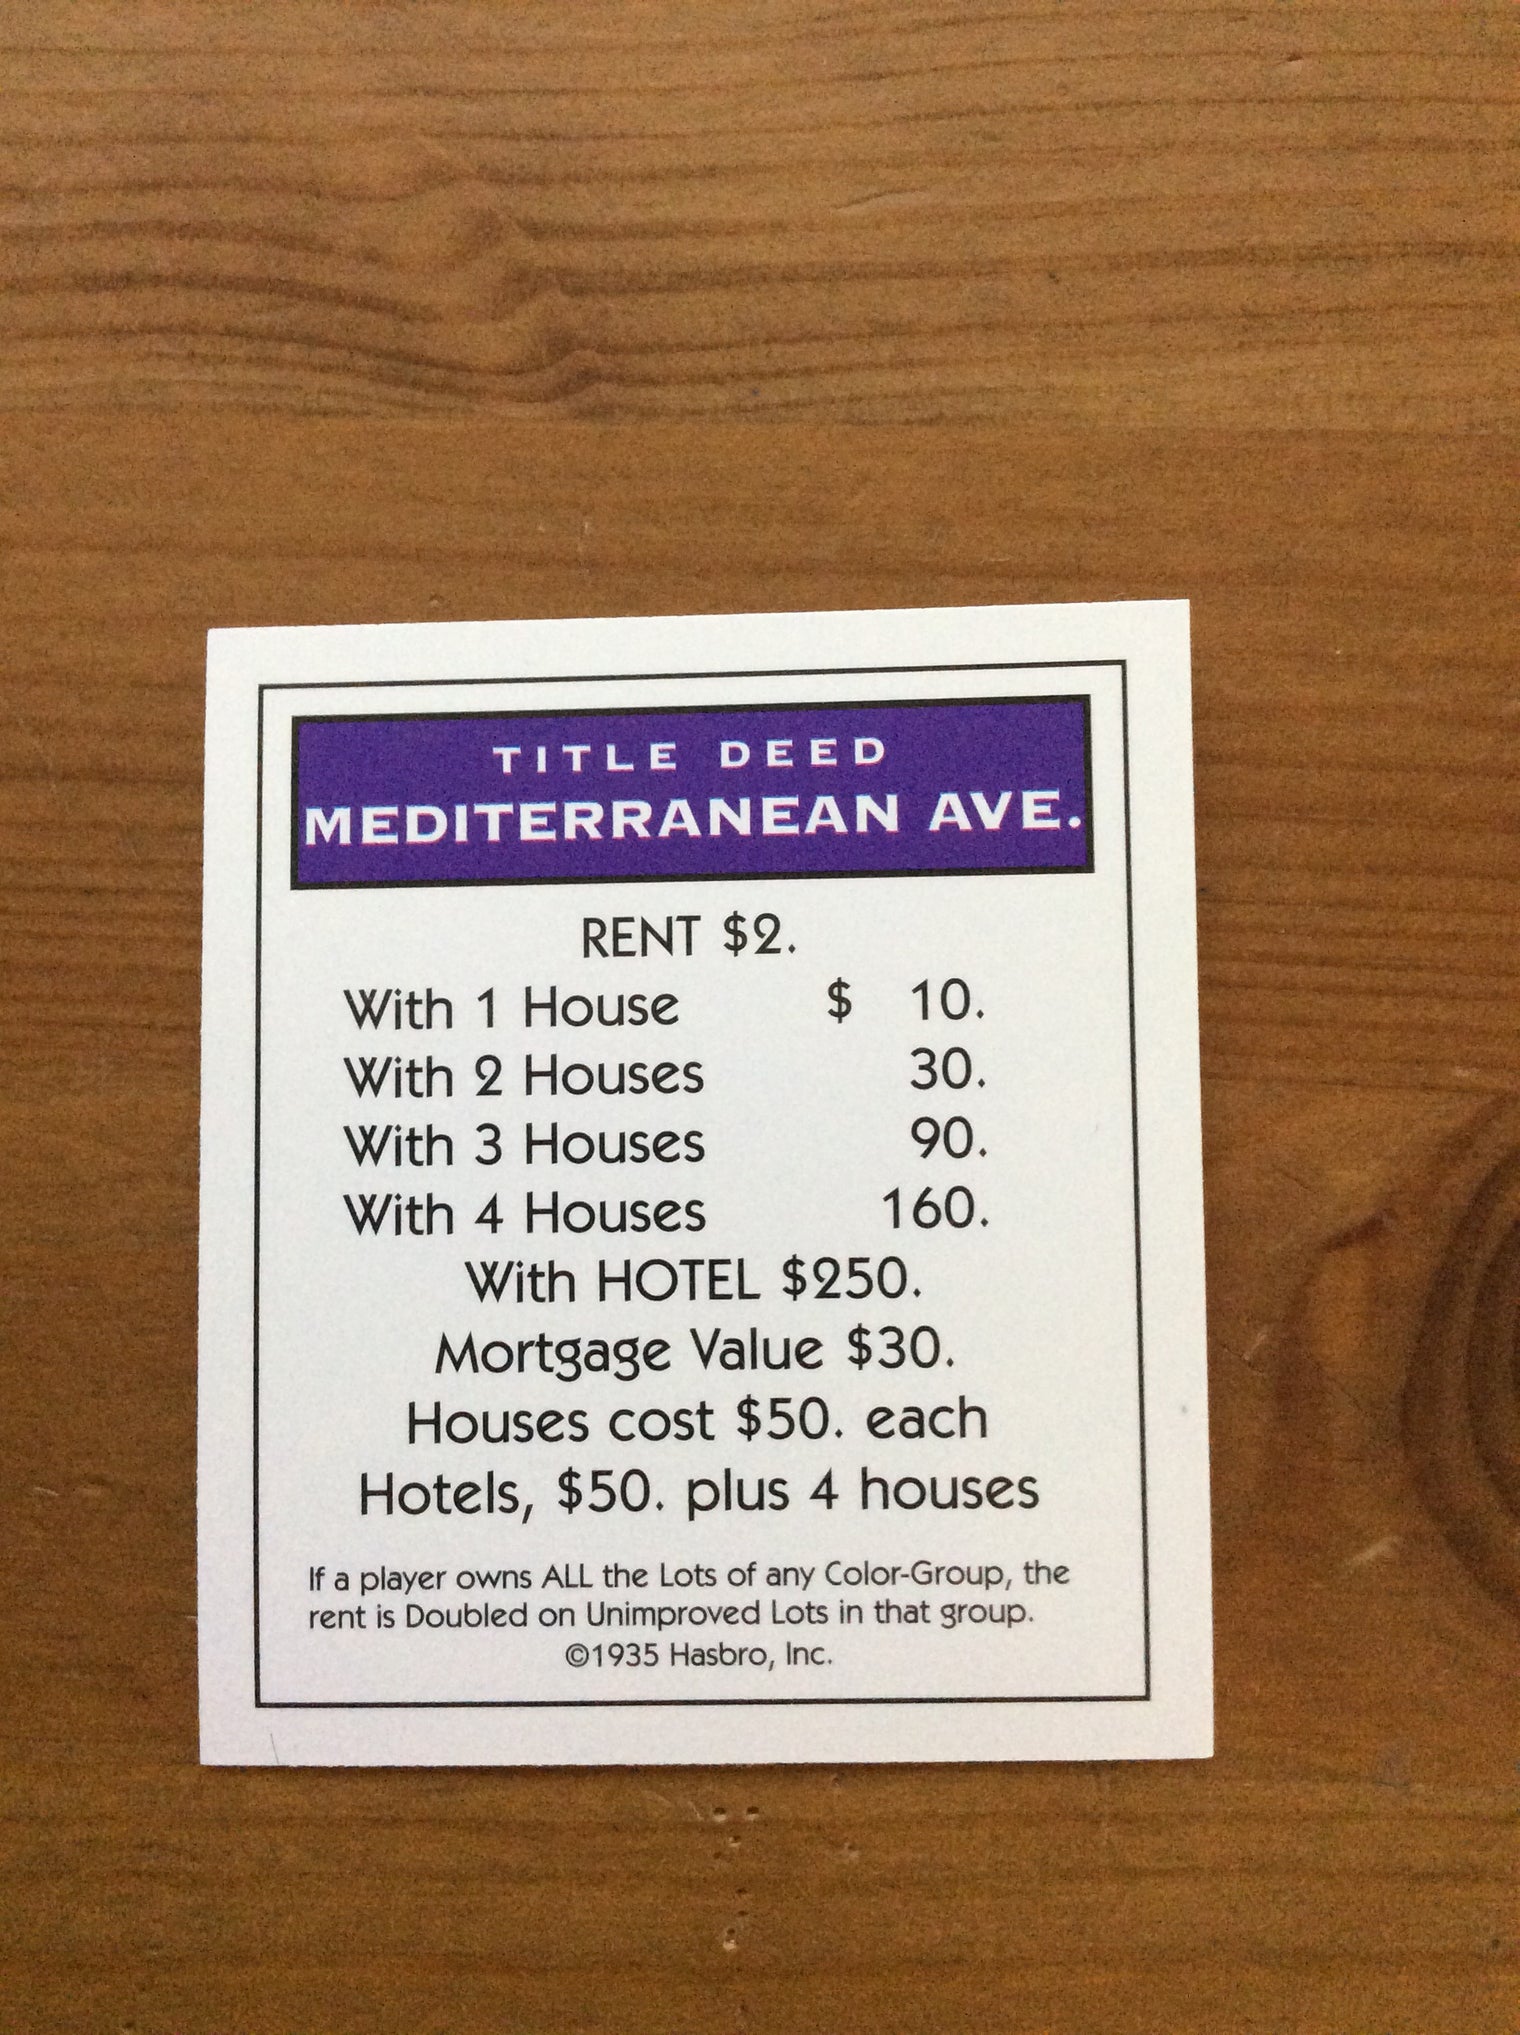 TITLE DEED
MEDITERRANEAN AVE.
RENT $2.
With 1 House $ 10.
With 2 Houses 30.
With 3 Houses 90.
With 4 Houses 160.
With HOTEL $250.
Mortgage Value $30.
Houses cost $50. each
Hotels, $50. plus 4 houses
If a player owns ALL the Lots of any Color-Group, the
rent is Doubled on Unimproved Lots in that group.
©1935 Hasbro, Inc.